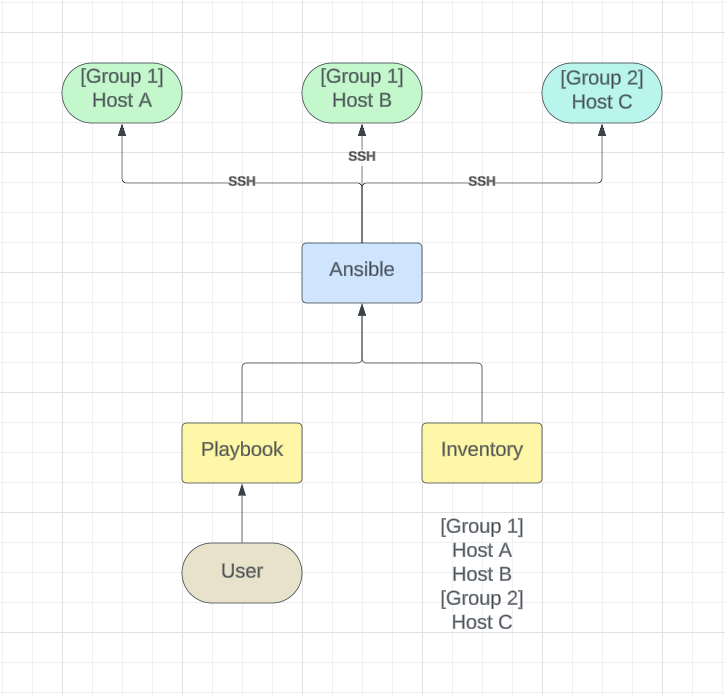 [Group 1]
Host A
[Group 1]
Host B
[Group 2]
Host C
SSH
SSH
SSH
Ansible
Playbook
Inventory
User
[Group 1]
Host A
Host B
[Group 2]
Host C